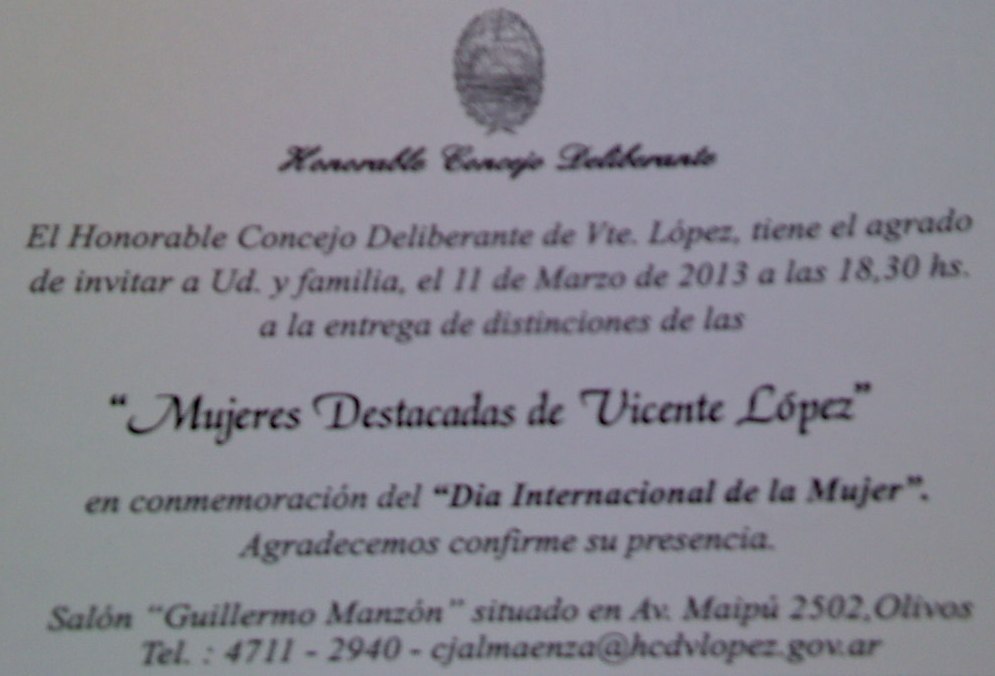 Honorable Concejo Deliberante
El Honorable Concejo Deliberante de Vte. López, tiene el agrado
de invitar a Ud. y familia, el 11 de Marzo de 2013 a las 18,30 hs.
a la entrega de distinciones de las
“Mujeres Destacadas de Vicente López”
en conmemoración del “Dia Internacional de la Mujer”.
Agradecemos confirme su presencia.
Salón “Guillermo Manzón” situado en Av. Maipú 2502,Olivos
Tel. : 4711 - 2940 - cjalmaenza@hcdvlopez.gov.ar